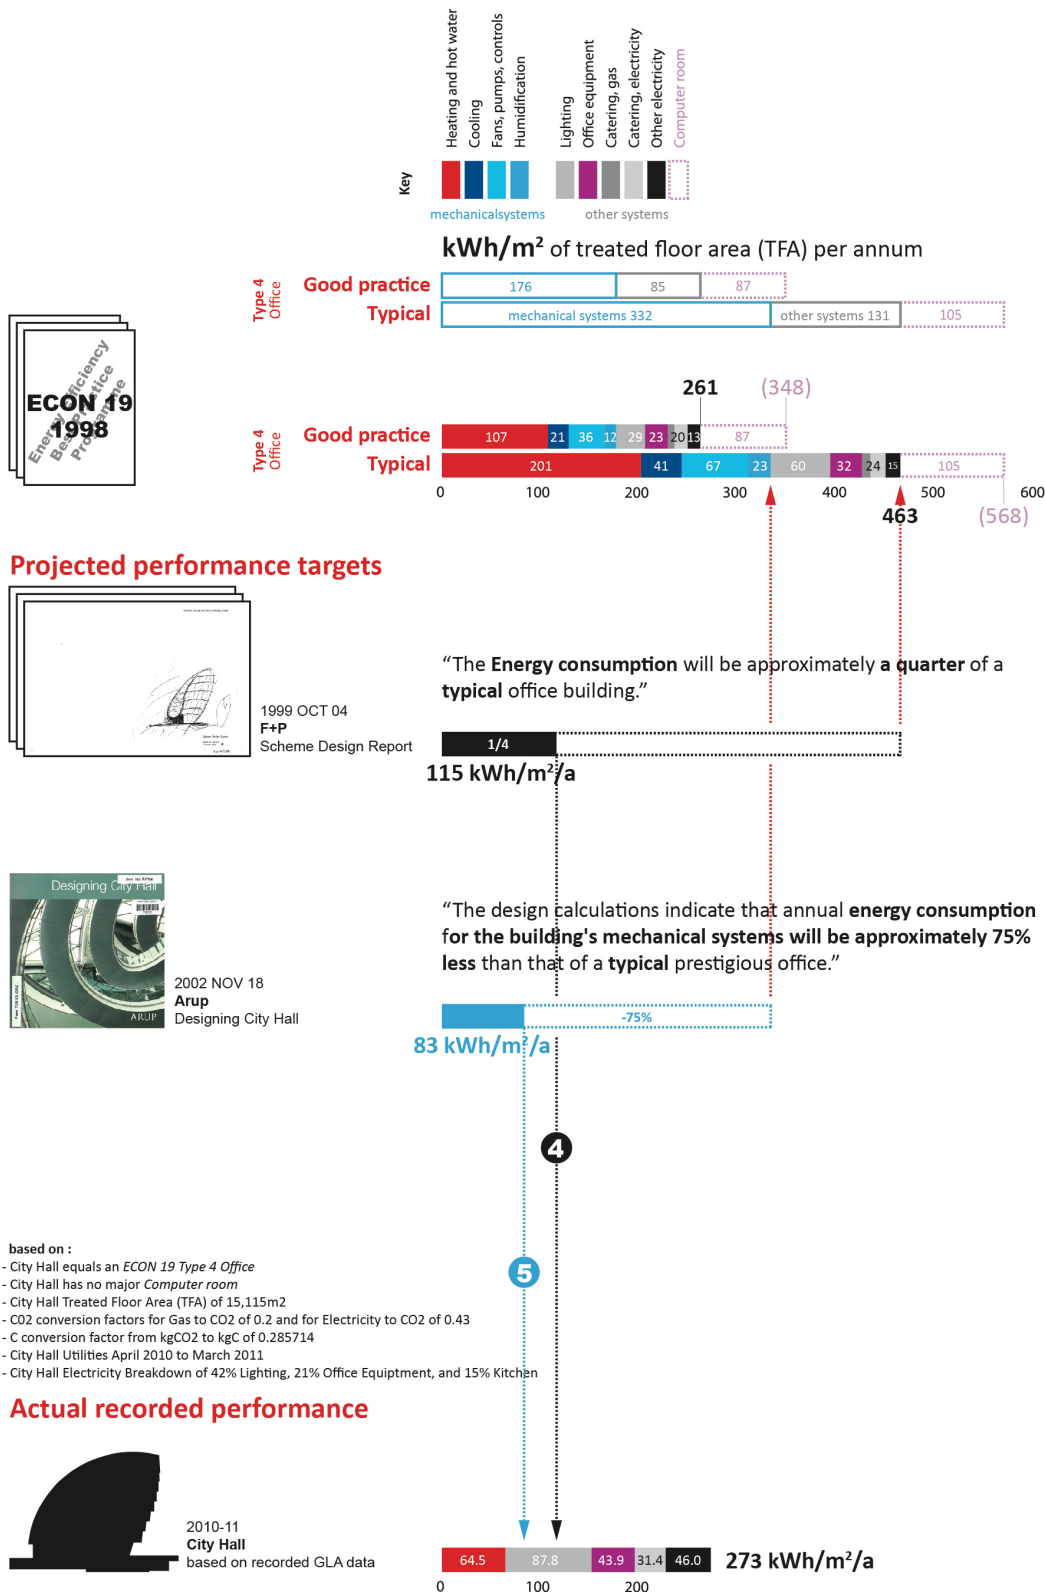 Heating and hot water
Cooling
Fans, pumps, controls
Humidification
Lighting
Office equipment
Catering, gas
Catering, electricity
Other electricity
Computer room
Key
mechanicalsystems
other systems
kWh/m² of treated floor area (TFA) per annum
Type 4
Office
Good practice
176
85
87
Typical
mechanical systems 332
other systems 131
105
Energy Efficiency
Best Practice
Programme
ECON 19
1998
261
(348)
Type 4
Office
Good practice
107
21
36
12
29
23
20
13
87
Typical
201
41
67
23
60
32
24
15
105
0
100
200
300
400
500
600
463
(568)
Projected performance targets
“The Energy consumption will be approximately a quarter of a
typical office building.”
1999 OCT 04
F+P
Scheme Design Report
1/4
115 kWh/m²/a
Designing City Hall
ARUP
“The design calculations indicate that annual energy consumption
for the building's mechanical systems will be approximately 75%
less than that of a typical prestigious office.”
2002 NOV 18
Arup
Designing City Hall
-75%
83 kWh/m²/a
4
5
based on :
- City Hall equals an ECON 19 Type 4 Office
- City Hall has no major Computer room
- City Hall Treated Floor Area (TFA) of 15,115m2
- C02 conversion factors for Gas to CO2 of 0.2 and for Electricity to CO2 of 0.43
- C conversion factor from kgCO2 to kgC of 0.285714
- City Hall Utilities April 2010 to March 2011
- City Hall Electricity Breakdown of 42% Lighting, 21% Office Equiptment, and 15% Kitchen
Actual recorded performance
2010-11
City Hall
based on recorded GLA data
64.5
87.8
43.9
31.4
46.0
273 kWh/m²/a
0
100
200